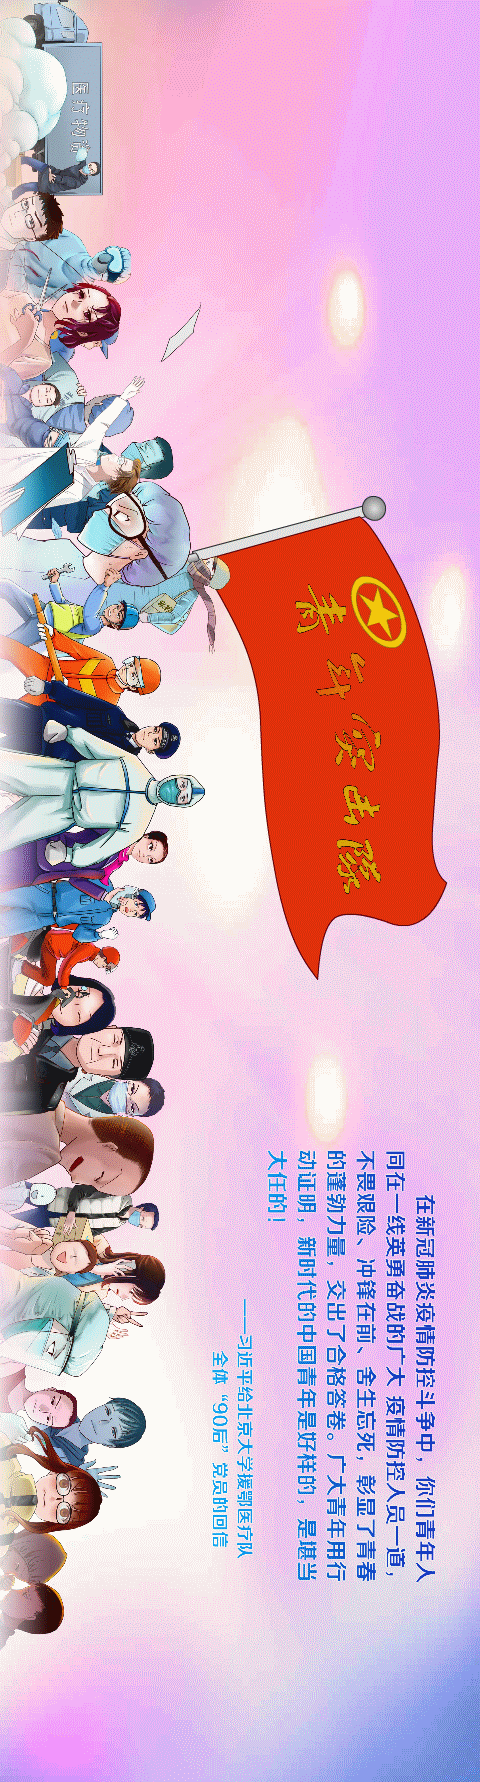 医疗物资
青年突击隊
在新冠肺炎疫情防控斗争中，你们青年人
同在一线英勇奋战的广大 疫情防控人员一道，
不畏艰险、冲锋在前、舍生忘死，彰显了青春
的蓬勃力量，交出了合格答卷。广大青年用行
动证明，新时代的中国青年是好样的，是堪当
大任的！
——习近平给北京大学援鄂医疗队
全体“90后”党员的回信